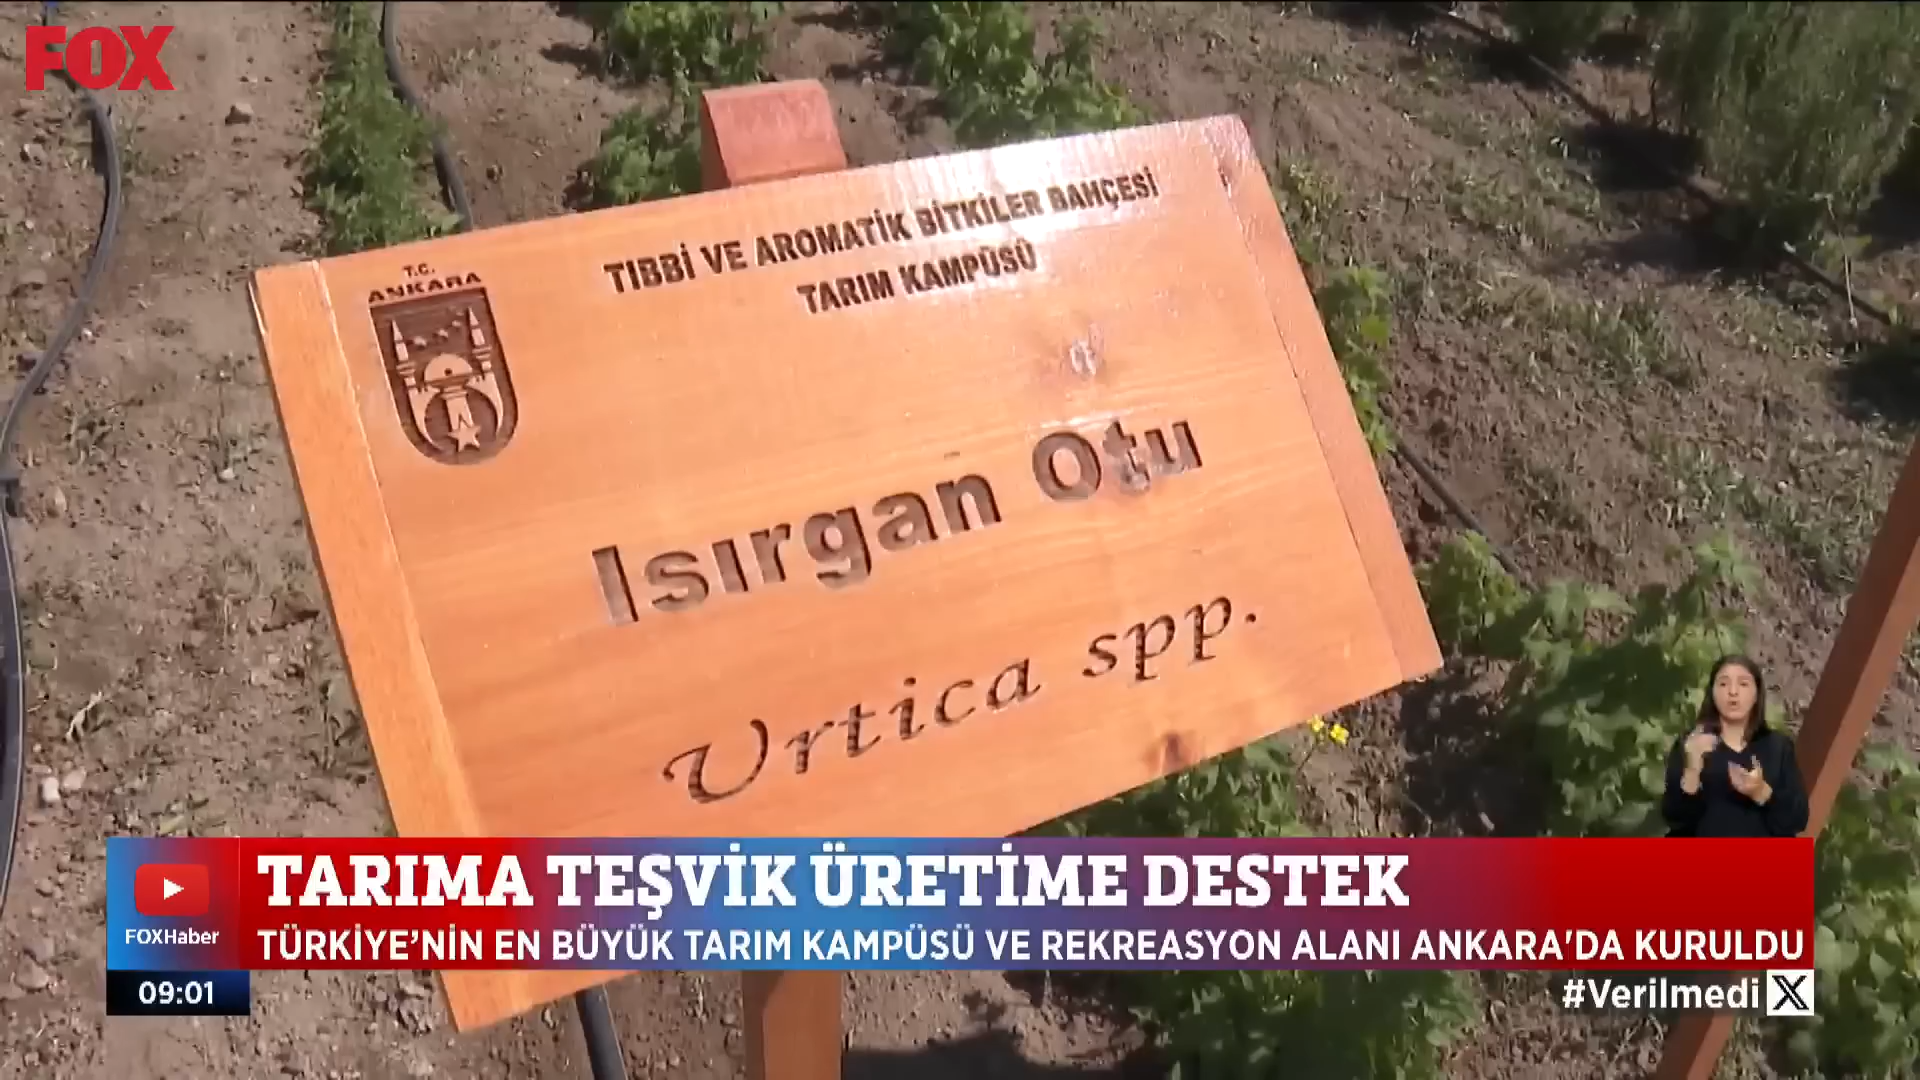 FOX
TIBBİ VE AROMATİK BİTKİLER BAHÇESİ
TARIM KAMPÜSÜ
T.C.
ANKARA
Isırgan Otu
Urtica spp.
TARIMA TEŞVİK ÜRETİME DESTEK
FOXHaber
TÜRKİYE’NİN EN BÜYÜK TARIM KAMPÜSÜ VE REKREASYON ALANI ANKARA'DA KURULDU
09:01
#Verilmedi X